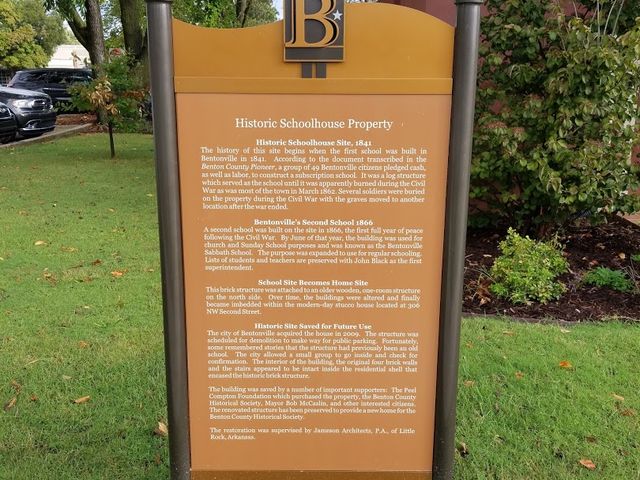 B
Historic Schoolhouse Property
Historic Schoolhouse Site, 1841
The history of this site begins when the first school was built in
Bentonville in 1841. According to the document transcribed in the
Benton County Pioneer, a group of 49 Bentonville citizens pledged cash,
as well as labor, to construct a subscription school. It was a log structure
which served as the school until it was apparently burned during the Civil
War as was most of the town in March 1862. Several soldiers were buried
on the property during the Civil War with the graves moved to another
location after the war ended.
Bentonville's Second School 1866
A second school was built on the site in 1866, the first full year of peace
following the Civil War. By June of that year, the building was used for
church and Sunday School purposes and was known as the Bentonville
Sabbath School. The purpose was expanded to use for regular schooling.
Lists of students and teachers are preserved with John Black as the first
superintendent.
School Site Becomes Home Site
This brick structure was attached to an older wooden, one-room structure
on the north side. Over time, the buildings were altered and finally
became imbedded within the modern-day stucco house located at 306
NW Second Street.
Historic Site Saved for Future Use
The city of Bentonville acquired the house in 2009. The structure was
scheduled for demolition to make way for public parking. Fortunately,
some remembered stories that the structure had previously been an old
school. The city allowed a small group to go inside and check for
confirmation. The interior of the building, the original four brick walls
and the stairs appeared to be intact inside the residential shell that
encased the historic brick structure.
The building was saved by a number of important supporters: The Peel
Compton Foundation which purchased the property, the Benton County
Historical Society, Mayor Bob McCaslin, and other interested citizens.
The renovated structure has been preserved to provide a new home for the
Benton County Historical Society.
The restoration was supervised by Jameson Architects, P.A., of Little
Rock, Arkansas.